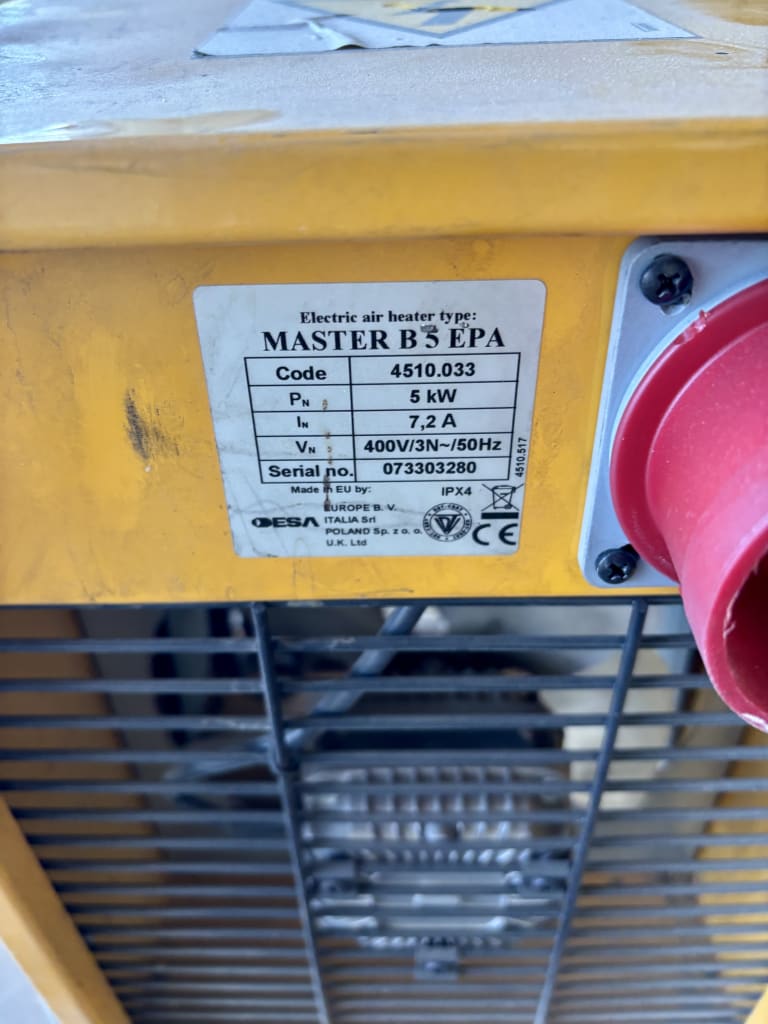 Electric air heater type:
MASTER B 5 EPA
Code 4510.033
PN 5 kW
IN 7,2 A
VN 400V/3N~/50Hz
Serial no. 073303280
4510.517
Made in EU by: IPX4
DESA EUROPE B. V.
ITALIA Srl
POLAND Sp. z o. o.
U.K. Ltd
CE